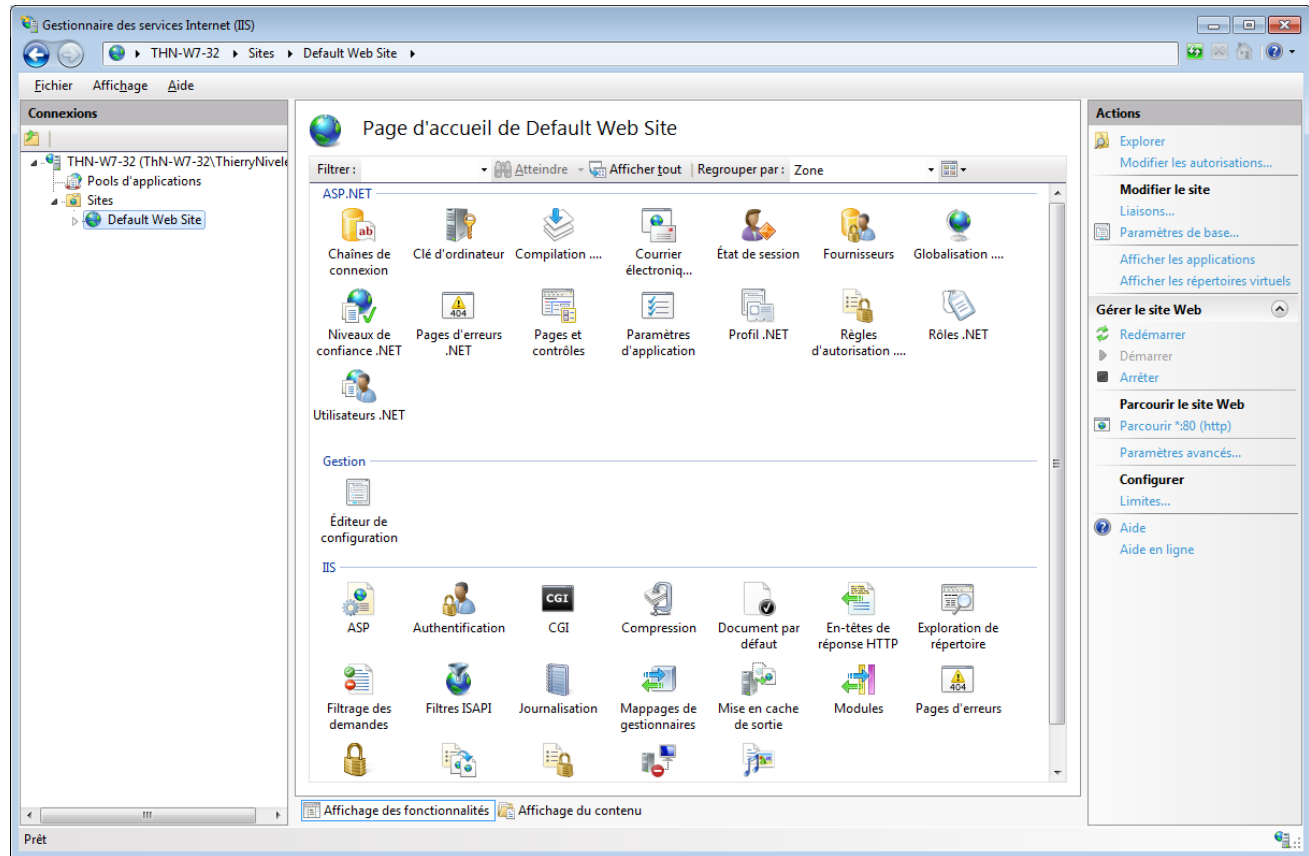 Gestionnaire des services Internet (IIS)
THN-W7-32 Sites Default Web Site
Fichier Affichage Aide
Connexions
THN-W7-32 (ThN-W7-32\ThierryNivele
Pools d'applications
Sites
Default Web Site
Page d'accueil de Default Web Site
Filtrer : Atteindre Afficher tout Regrouper par : Zone
ASP.NET
Chaînes de connexion
Clé d'ordinateur
Compilation ....
Courrier électroniq...
État de session
Fournisseurs
Globalisation ....
Niveaux de confiance .NET
404
Pages d'erreurs .NET
Pages et contrôles
Paramètres d'application
Profil .NET
Règles d'autorisation ....
Rôles .NET
Utilisateurs .NET
Gestion
Éditeur de configuration
IIS
ASP
Authentification
CGI
CGI
Compression
Document par défaut
En-têtes de réponse HTTP
Exploration de répertoire
Filtrage des demandes
Filtres ISAPI
Journalisation
Mappages de gestionnaires
Mise en cache de sortie
Modules
404
Pages d'erreurs
Affichage des fonctionnalités Affichage du contenu
Actions
Explorer
Modifier les autorisations...
Modifier le site
Liaisons...
Paramètres de base...
Afficher les applications
Afficher les répertoires virtuels
Gérer le site Web
Redémarrer
Démarrer
Arrêter
Parcourir le site Web
Parcourir *:80 (http)
Paramètres avancés...
Configurer
Limites...
Aide
Aide en ligne
Prêt